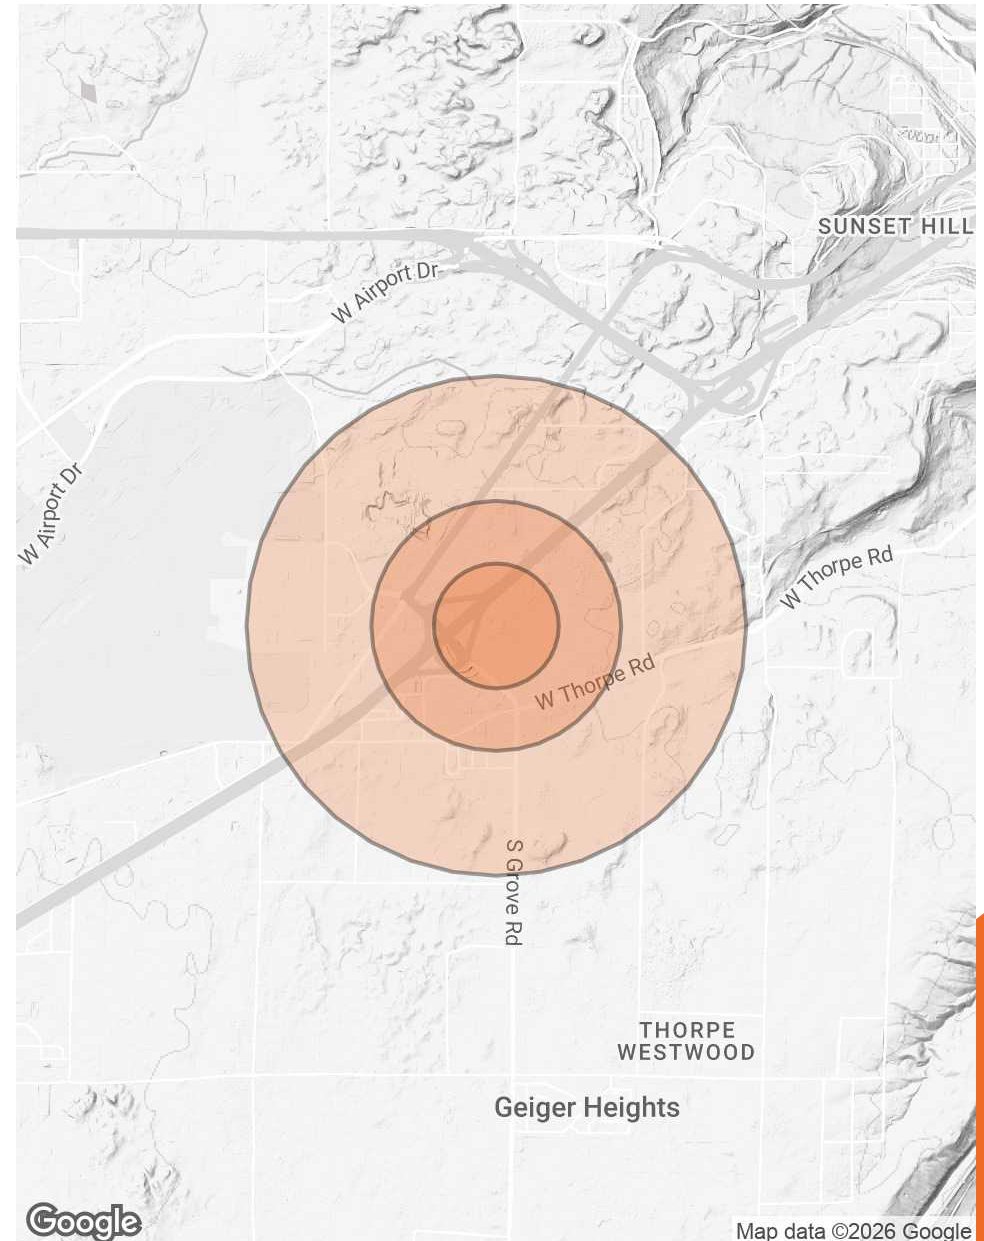 SUNSET HILL
W Airport Dr
W Airport Dr
W Thorpe Rd
W Thorpe Rd
S Grove Rd
THORPE
WESTWOOD
Geiger Heights
Google
Map data ©2026 Google